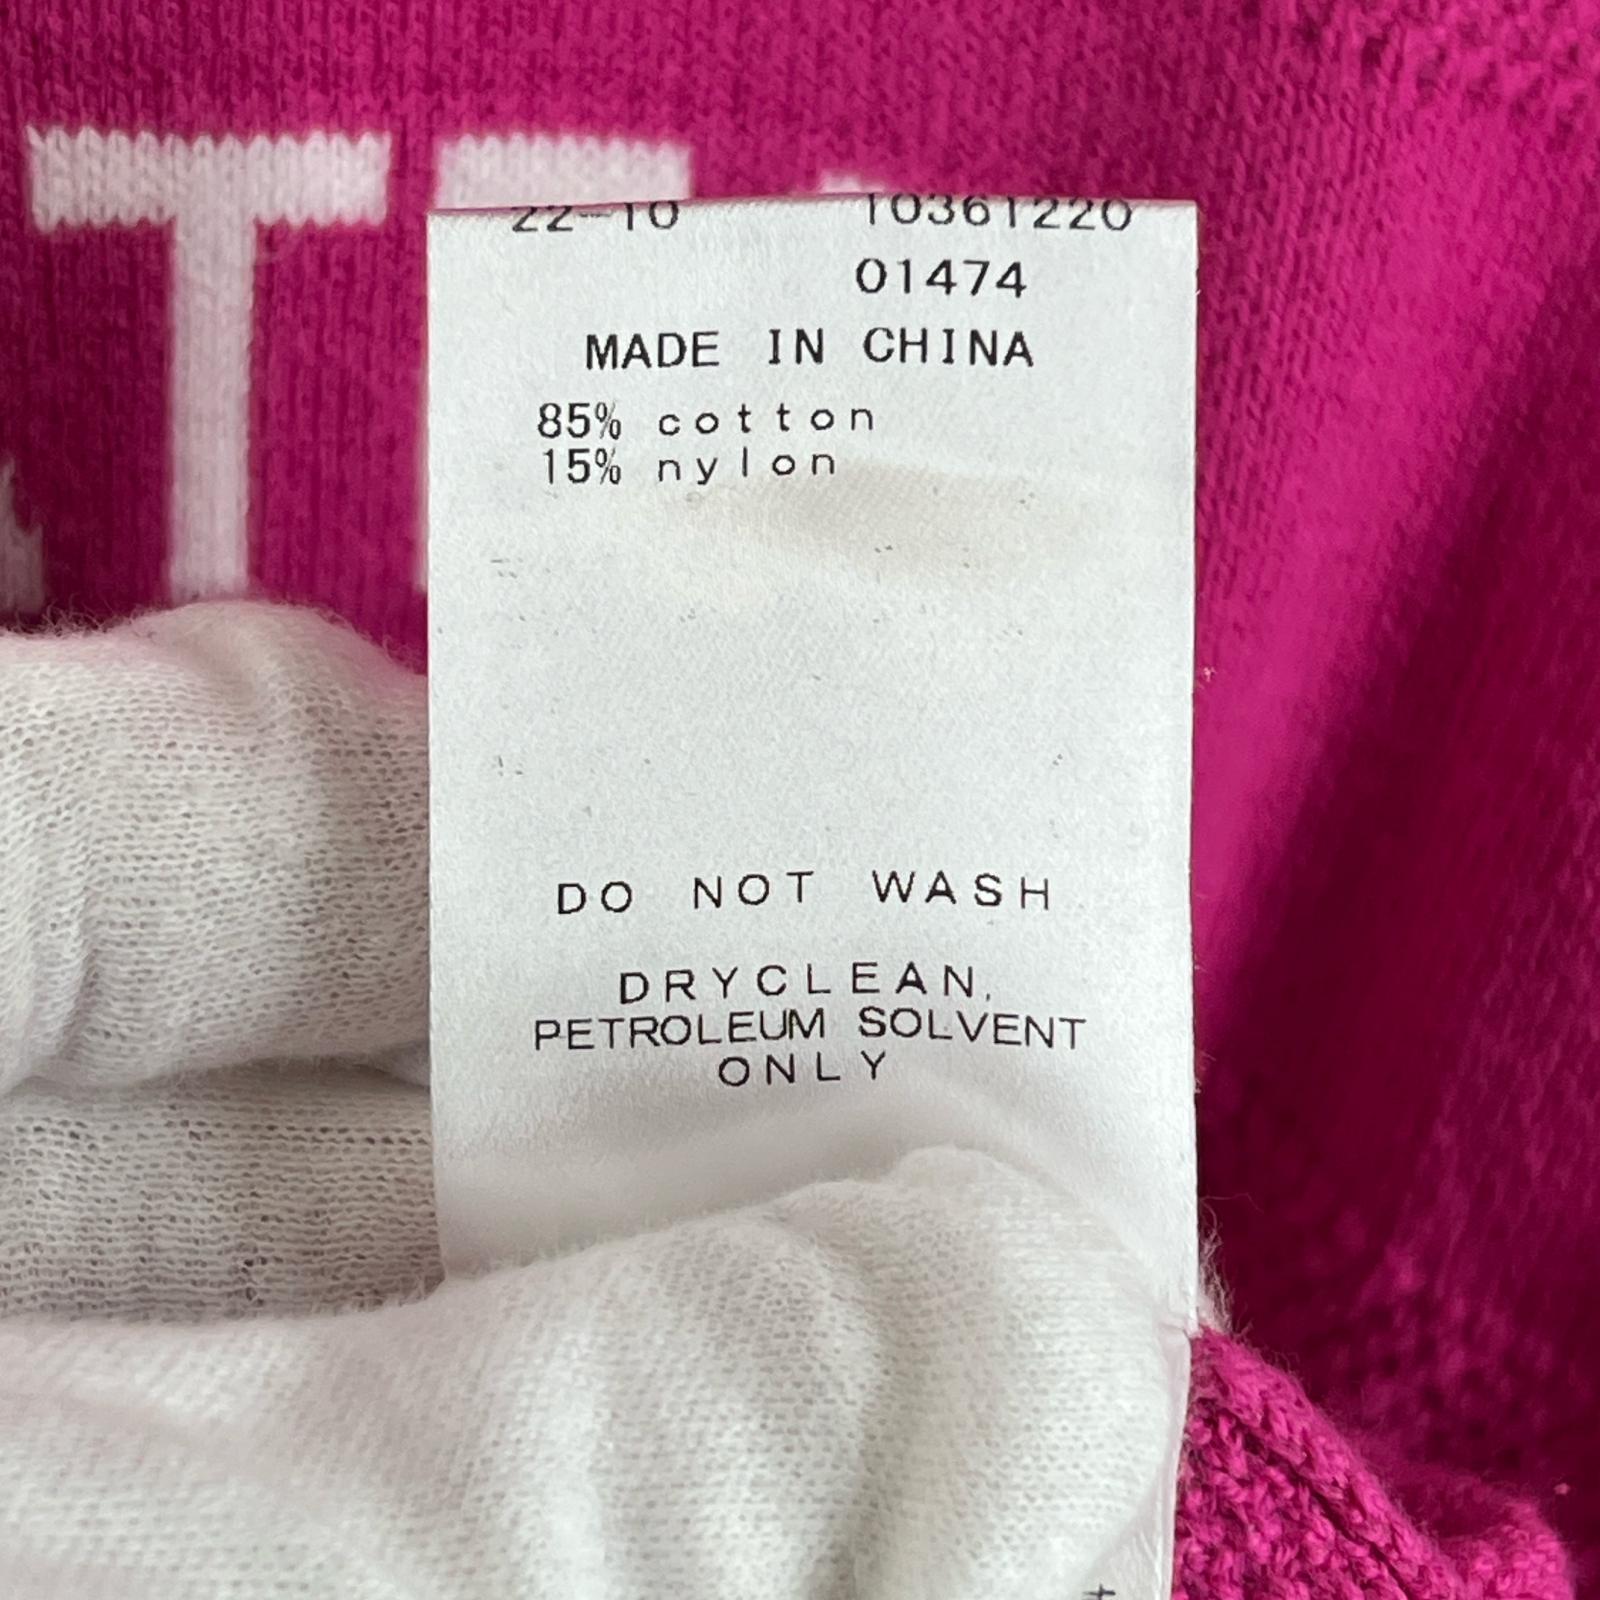 T
22-10 10361220
01474
MADE IN CHINA
85% cotton
15% nylon
DO NOT WASH
DRYCLEAN,
PETROLEUM SOLVENT
ONLY